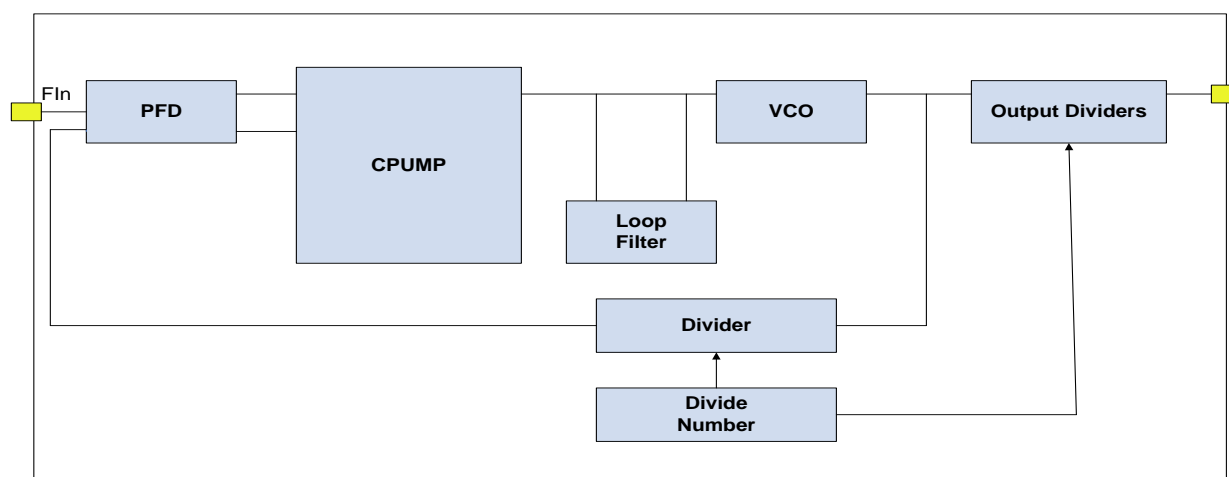 FIn
PFD
CPUMP
VCO
Output Dividers
Loop
Filter
Divider
Divide
Number